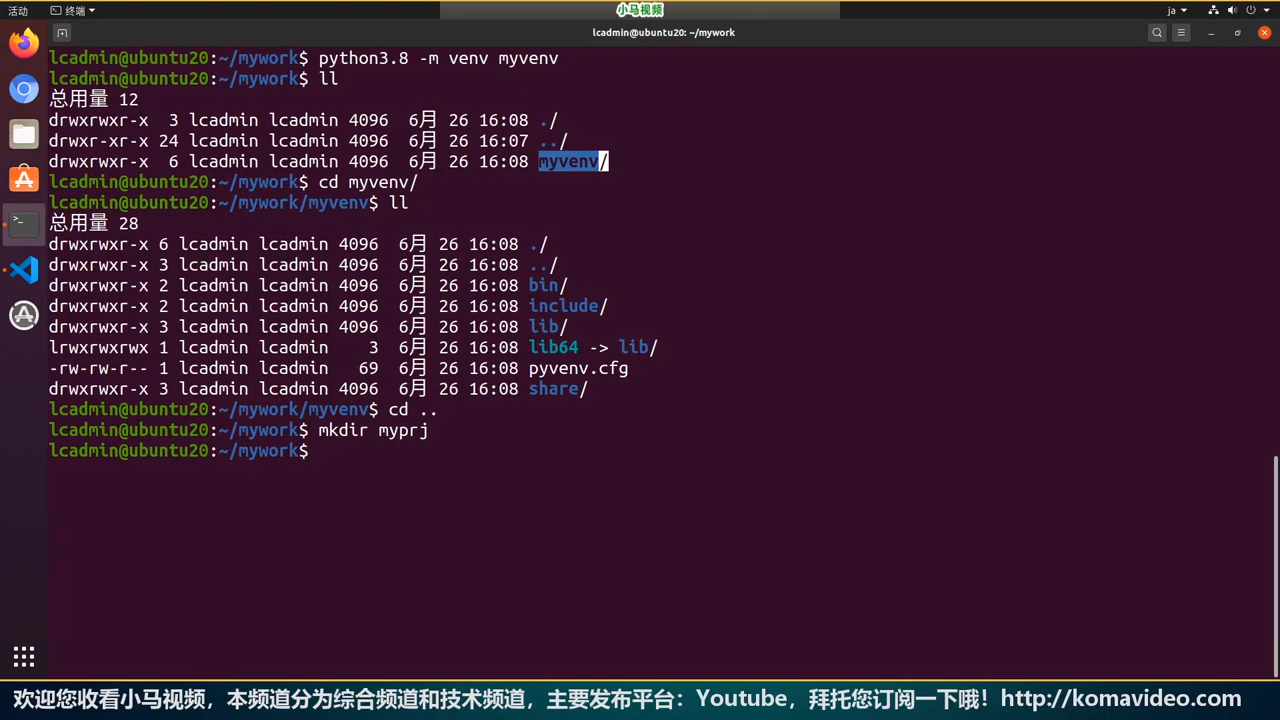 活动
终端
小马视频
ja
lcadmin@ubuntu20: ~/mywork
lcadmin@ubuntu20:~/mywork$ python3.8 -m venv myvenv
lcadmin@ubuntu20:~/mywork$ ll
总用量 12
drwxrwxr-x  3 lcadmin lcadmin 4096  6月 26 16:08 ./
drwxr-xr-x 24 lcadmin lcadmin 4096  6月 26 16:07 ../
drwxrwxr-x  6 lcadmin lcadmin 4096  6月 26 16:08 myvenv/
lcadmin@ubuntu20:~/mywork$ cd myvenv/
lcadmin@ubuntu20:~/mywork/myvenv$ ll
总用量 28
drwxrwxr-x 6 lcadmin lcadmin 4096  6月 26 16:08 ./
drwxrwxr-x 3 lcadmin lcadmin 4096  6月 26 16:08 ../
drwxrwxr-x 2 lcadmin lcadmin 4096  6月 26 16:08 bin/
drwxrwxr-x 2 lcadmin lcadmin 4096  6月 26 16:08 include/
drwxrwxr-x 3 lcadmin lcadmin 4096  6月 26 16:08 lib/
lrwxrwxrwx 1 lcadmin lcadmin    3  6月 26 16:08 lib64 -> lib/
-rw-rw-r-- 1 lcadmin lcadmin   69  6月 26 16:08 pyvenv.cfg
drwxrwxr-x 3 lcadmin lcadmin 4096  6月 26 16:08 share/
lcadmin@ubuntu20:~/mywork/myvenv$ cd ..
lcadmin@ubuntu20:~/mywork$ mkdir myprj
lcadmin@ubuntu20:~/mywork$
欢迎您收看小马视频，本频道分为综合频道和技术频道，主要发布平台：Youtube，拜托您订阅一下哦！http://komavideo.com